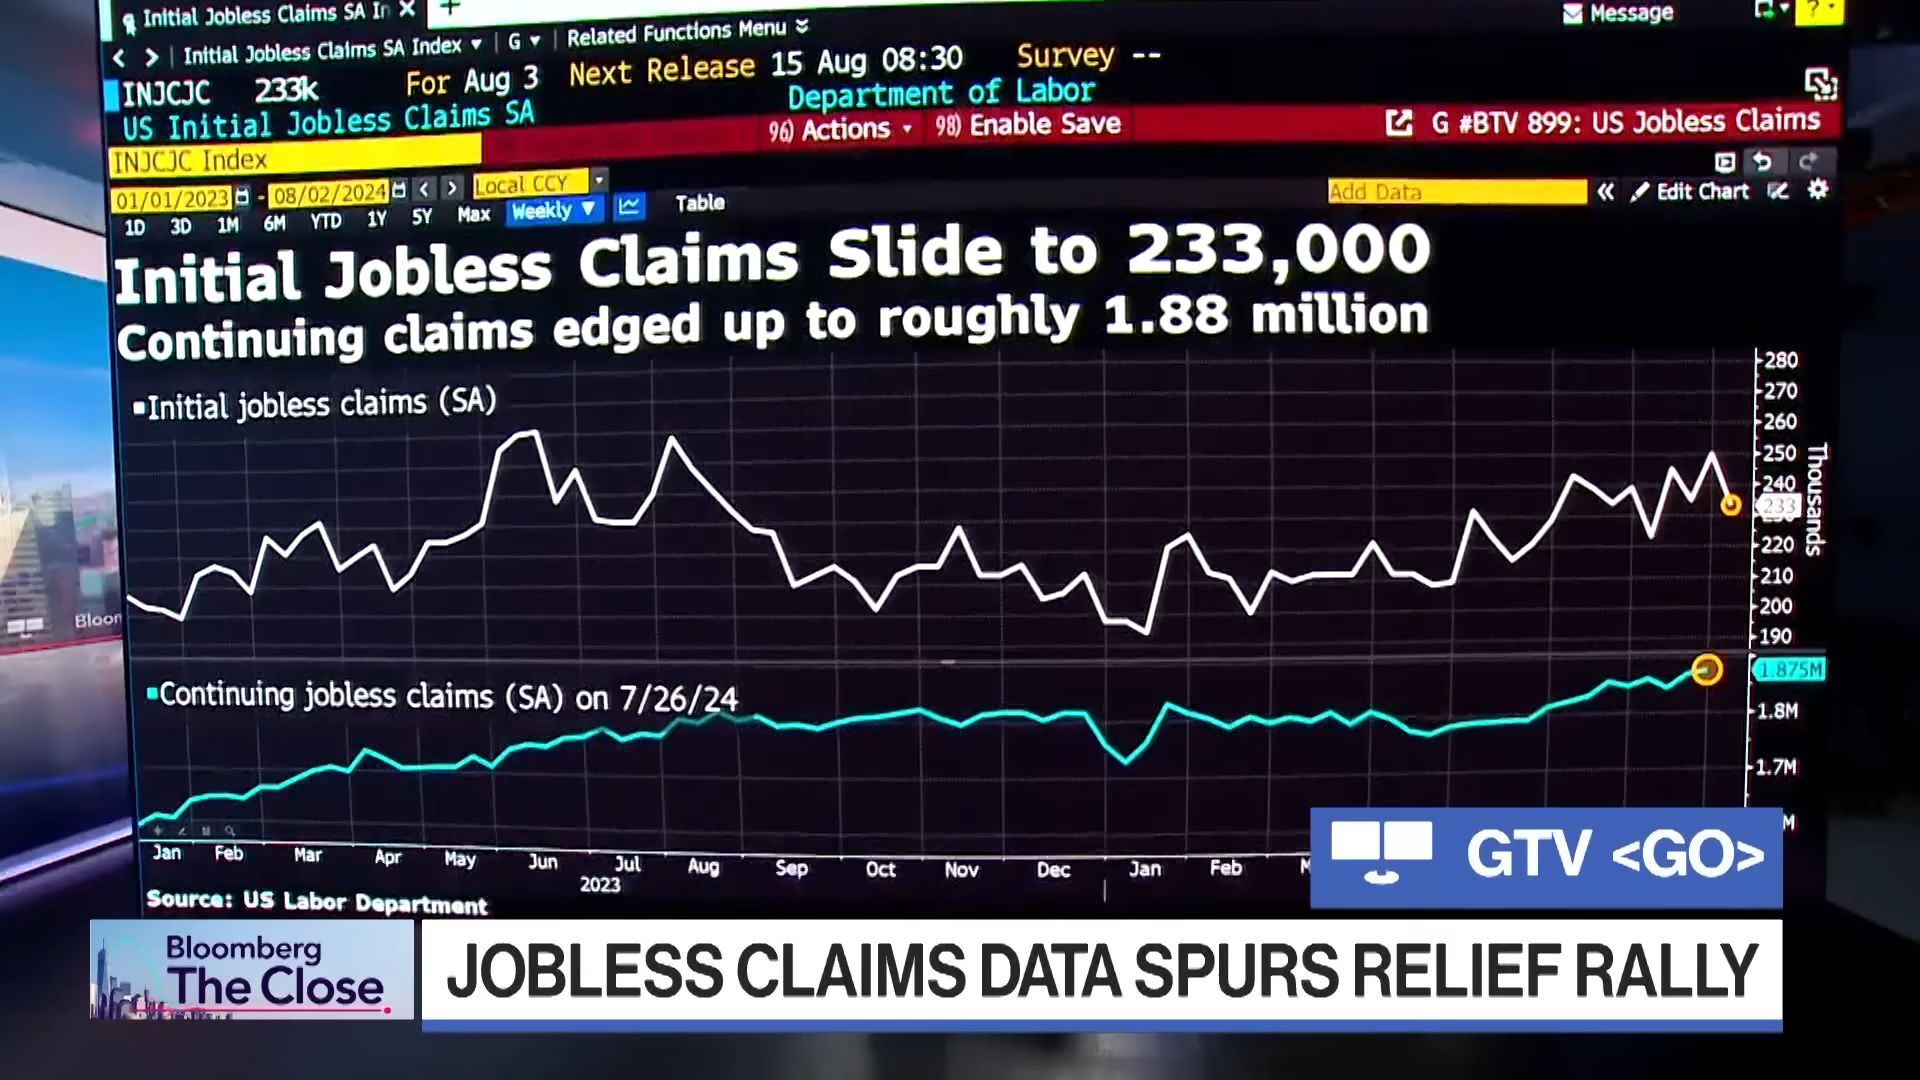 Initial Jobless Claims SA In X +
Message
?
< > Initial Jobless Claims SA Index G Related Functions Menu
INJCJC 233k For Aug 3 Next Release 15 Aug 08:30 Survey --
US Initial Jobless Claims SA Department of Labor
96) Actions 98) Enable Save G #BTV 899: US Jobless Claims
INJCJC Index
01/01/2023 - 08/02/2024 < > Local CCY Add Data « Edit Chart
1D 3D 1M 6M YTD 1Y 5Y Max Weekly Table
Initial Jobless Claims Slide to 233,000
Continuing claims edged up to roughly 1.88 million
Initial jobless claims (SA)
280
270
260
250
240
233
220
210
200
190
Thousands
Bloom
Continuing jobless claims (SA) on 7/26/24
1.875M
1.8M
1.7M
M
Jan Feb Mar Apr May Jun Jul Aug Sep Oct Nov Dec Jan Feb M
2023
Source: US Labor Department
GTV <GO>
Bloomberg
The Close
JOBLESS CLAIMS DATA SPURS RELIEF RALLY